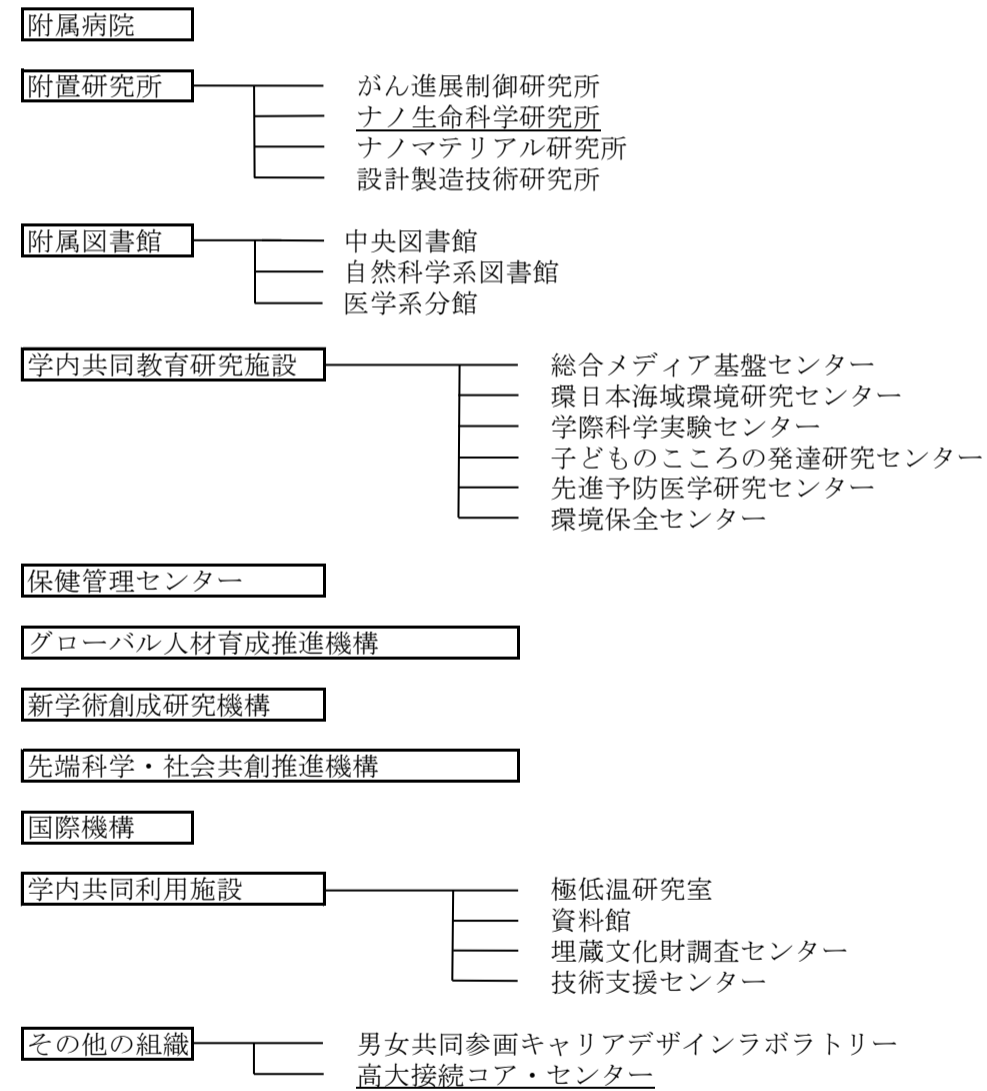 附属病院
附置研究所
がん進展制御研究所
ナノ生命科学研究所
ナノマテリアル研究所
設計製造技術研究所
附属図書館
中央図書館
自然科学系図書館
医学系分館
学内共同教育研究施設
総合メディア基盤センター
環日本海域環境研究センター
学際科学実験センター
子どものこころの発達研究センター
先進予防医学研究センター
環境保全センター
保健管理センター
グローバル人材育成推進機構
新学術創成研究機構
先端科学・社会共創推進機構
国際機構
学内共同利用施設
極低温研究室
資料館
埋蔵文化財調査センター
技術支援センター
その他の組織
男女共同参画キャリアデザインラボラトリー
高大接続コア・センター